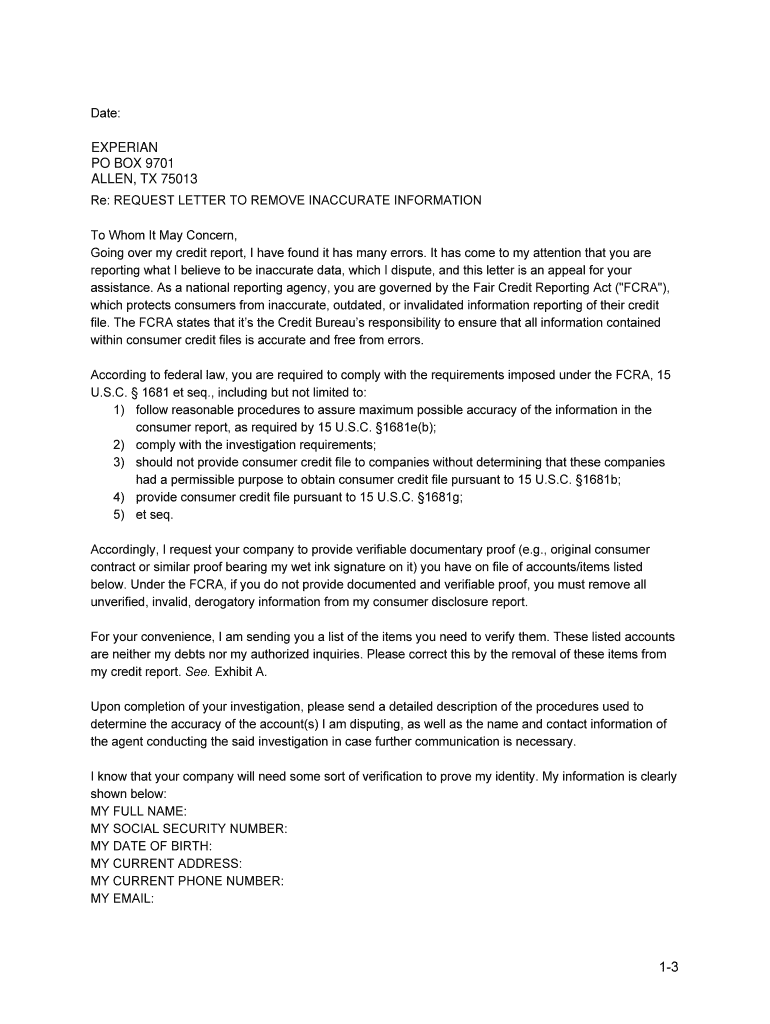 Date:
EXPERIAN
PO BOX 9701
ALLEN, TX 75013
Re: REQUEST LETTER TO REMOVE INACCURATE INFORMATION
To Whom It May Concern,
Going over my credit report, I have found it has many errors. It has come to my attention that you are
reporting what I believe to be inaccurate data, which I dispute, and this letter is an appeal for your
assistance. As a national reporting agency, you are governed by the Fair Credit Reporting Act ("FCRA"),
which protects consumers from inaccurate, outdated, or invalidated information reporting of their credit
file. The FCRA states that it's the Credit Bureau's responsibility to ensure that all information contained
within consumer credit files is accurate and free from errors.
According to federal law, you are required to comply with the requirements imposed under the FCRA, 15
U.S.C. § 1681 et seq., including but not limited to:
1) follow reasonable procedures to assure maximum possible accuracy of the information in the
consumer report, as required by 15 U.S.C. §1681e(b);
2) comply with the investigation requirements;
3) should not provide consumer credit file to companies without determining that these companies
had a permissible purpose to obtain consumer credit file pursuant to 15 U.S.C. §1681b;
4) provide consumer credit file pursuant to 15 U.S.C. §1681g;
5) et seq.
Accordingly, I request your company to provide verifiable documentary proof (e.g., original consumer
contract or similar proof bearing my wet ink signature on it) you have on file of accounts/items listed
below. Under the FCRA, if you do not provide documented and verifiable proof, you must remove all
unverified, invalid, derogatory information from my consumer disclosure report.
For your convenience, I am sending you a list of the items you need to verify them. These listed accounts
are neither my debts nor my authorized inquiries. Please correct this by the removal of these items from
my credit report. See. Exhibit A.
Upon completion of your investigation, please send a detailed description of the procedures used to
determine the accuracy of the account(s) I am disputing, as well as the name and contact information of
the agent conducting the said investigation in case further communication is necessary.
I know that your company will need some sort of verification to prove my identity. My information is clearly
shown below:
MY FULL NAME:
MY SOCIAL SECURITY NUMBER:
MY DATE OF BIRTH:
MY CURRENT ADDRESS:
MY CURRENT PHONE NUMBER:
MY EMAIL:
1-3